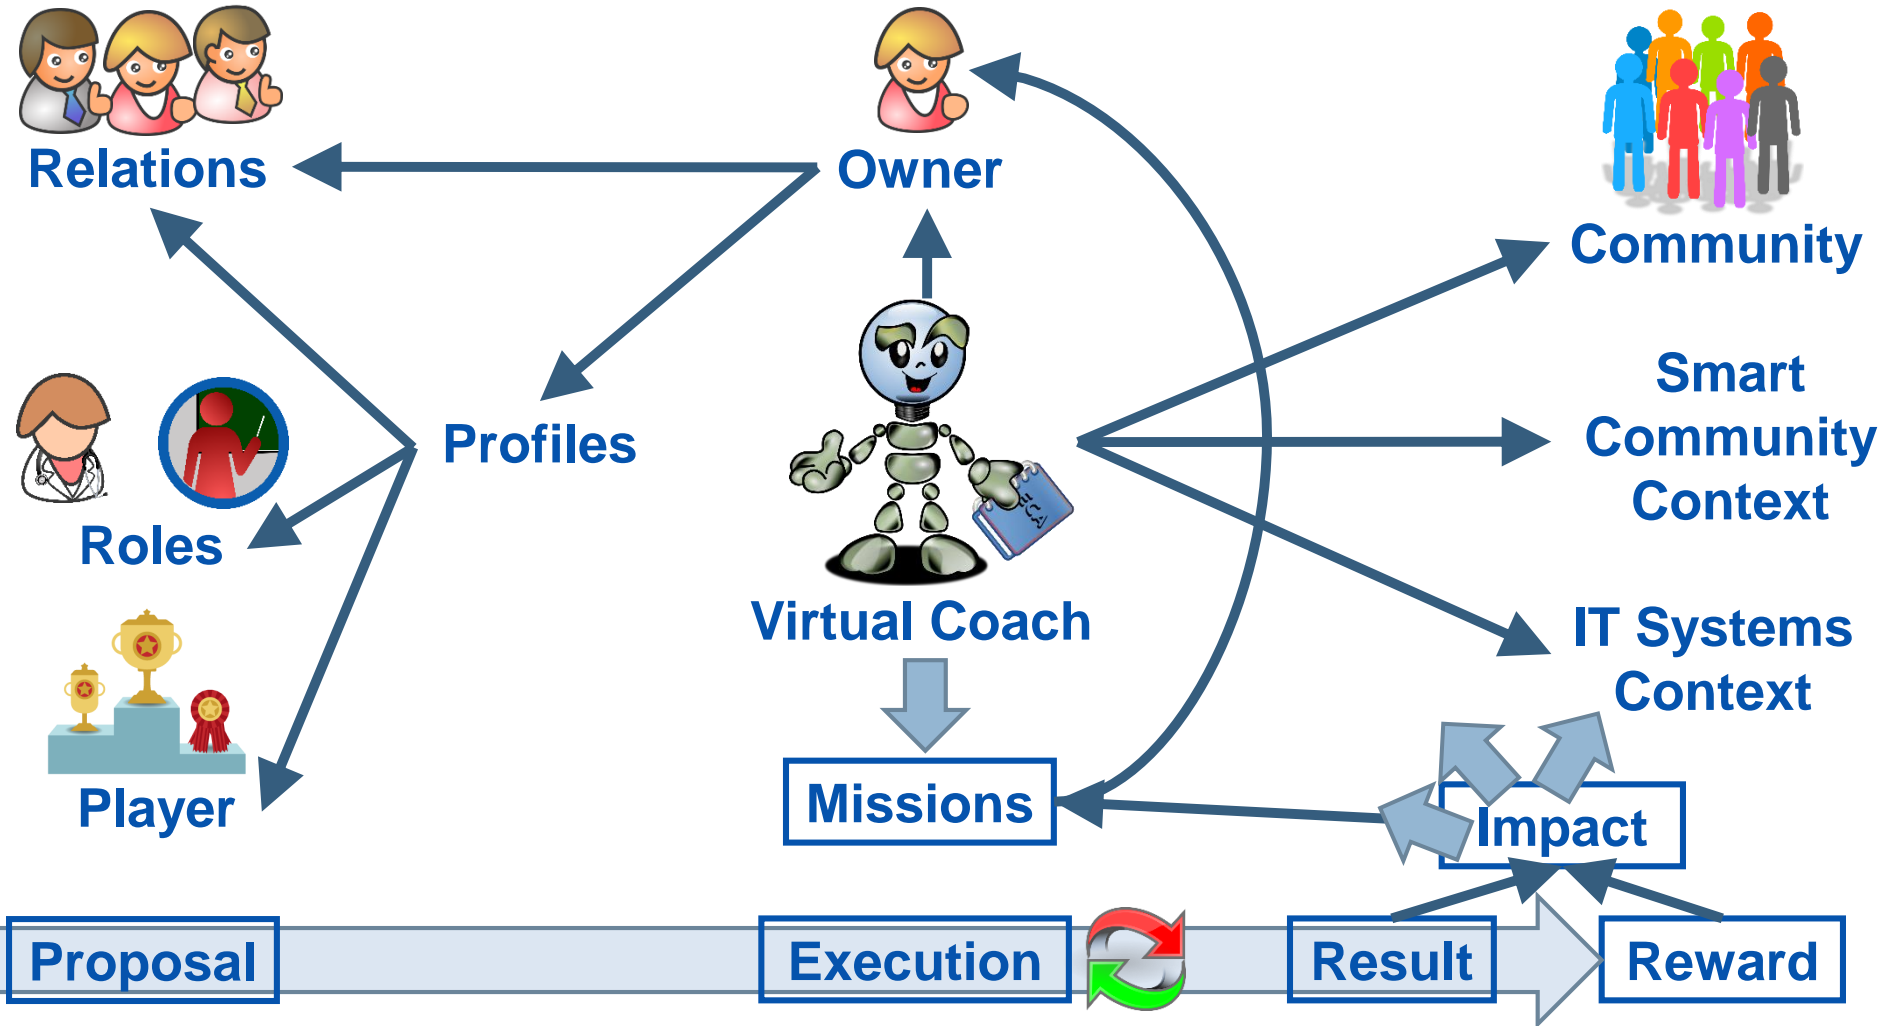 Relations
Owner
Community
Smart
Community
Context
Profiles
Roles
Virtual Coach
IT Systems
Context
Player
Missions
Impact
Proposal
Execution
Result
Reward